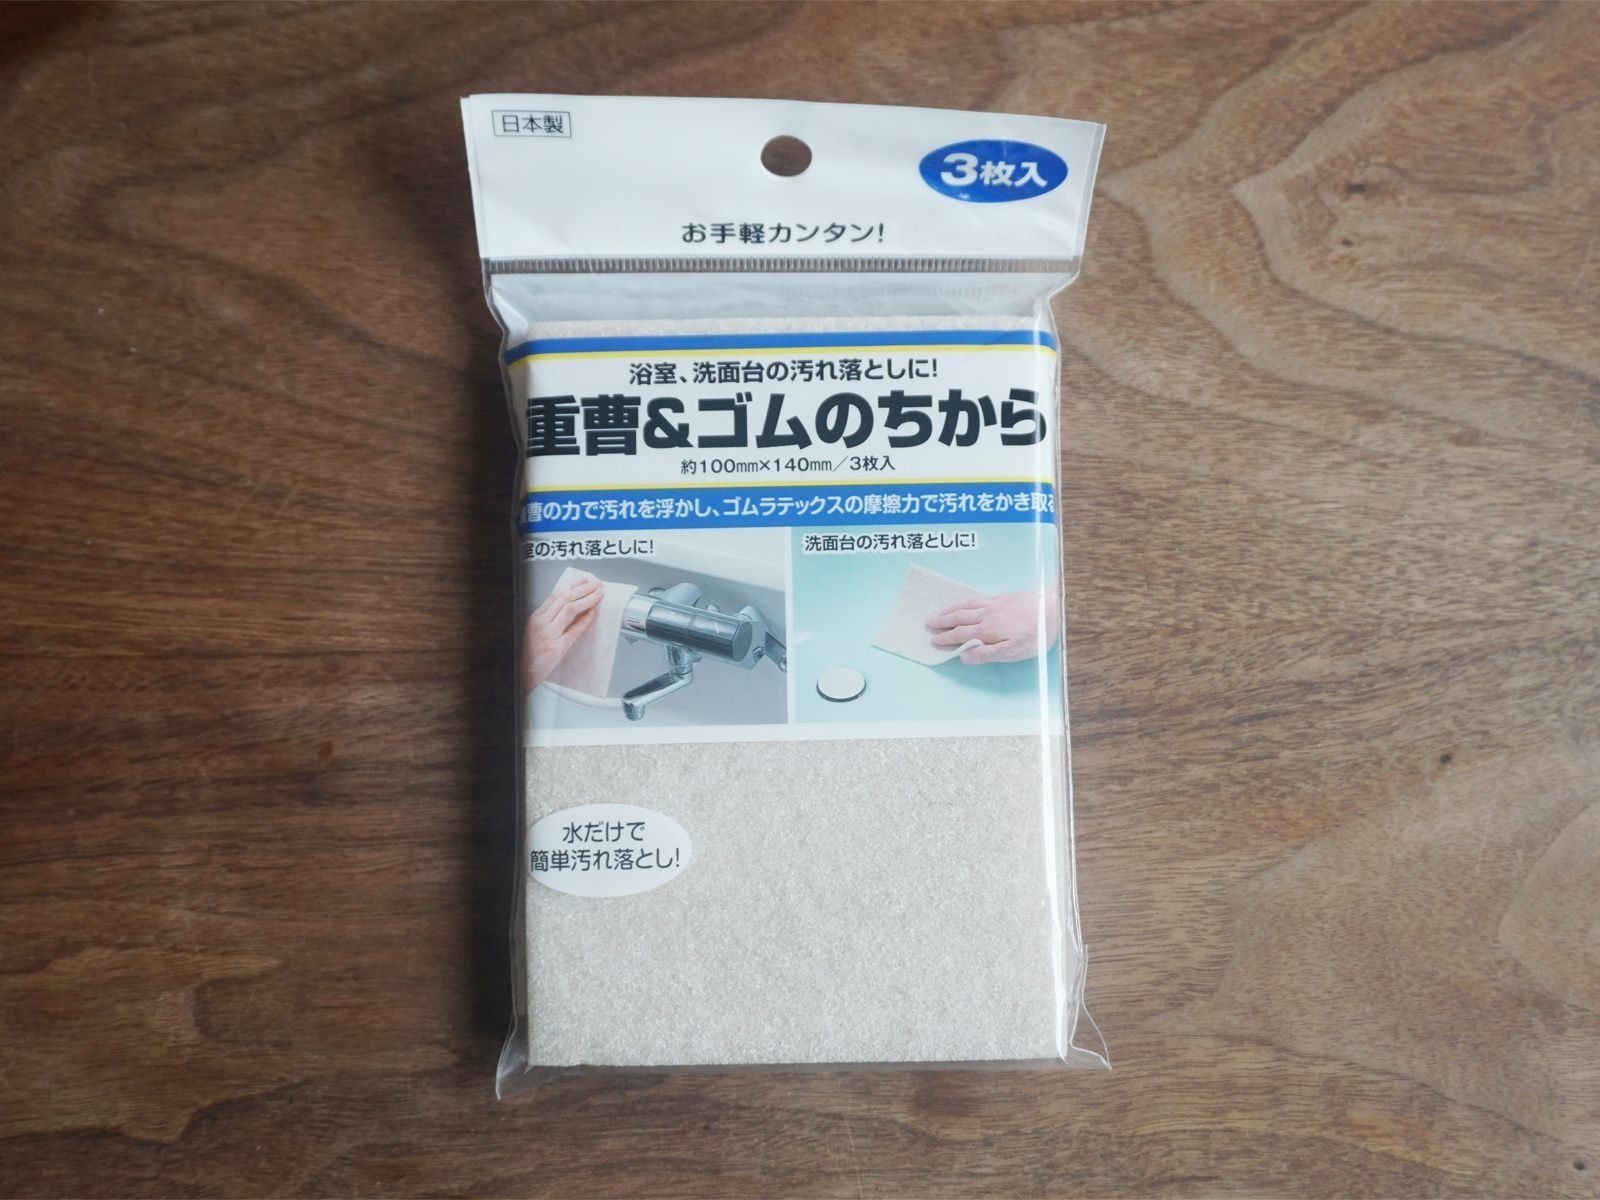 日本製
3枚入
お手軽カンタン!
浴室、洗面台の汚れ落としに!
重曹&ゴムのちから
約100mm×140mm/3枚入
重曹の力で汚れを浮かし、ゴムラテックスの摩擦力で汚れをかき取る
室の汚れ落としに!
洗面台の汚れ落としに!
水だけで
簡単汚れ落とし!